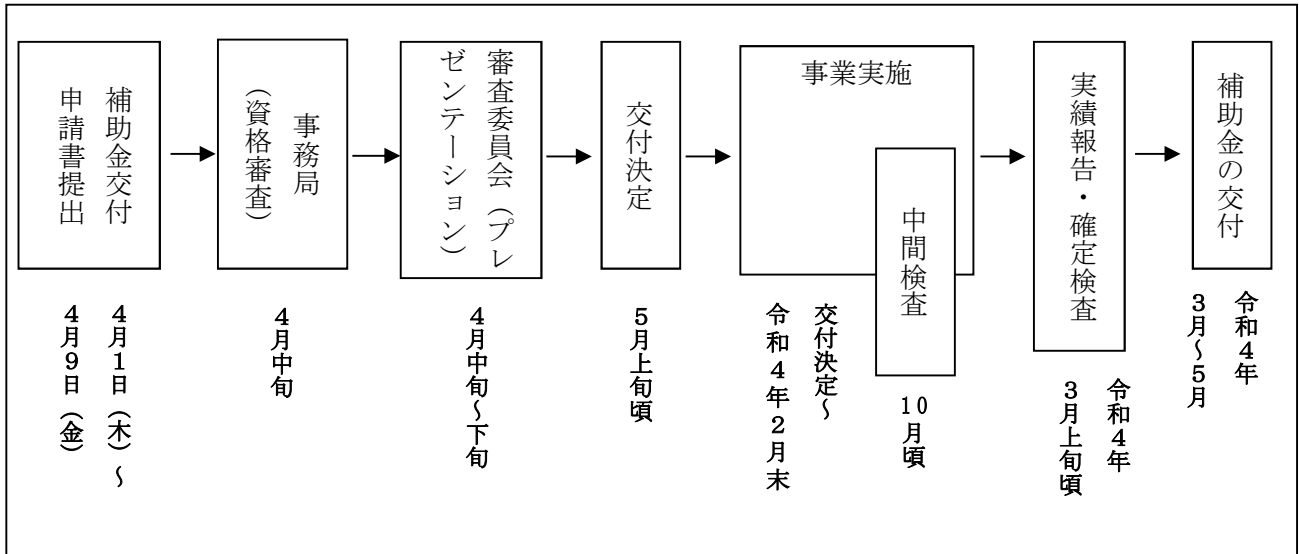 補助金交付
申請書提出
事務局
（資格審査）
審査委員会（プレ
ゼンテーション）
交付決定
事業実施
中間検査
実績報告・確定検査
補助金の交付
４月１日（木）～
４月９日（金）
４月中旬
４月中旬～下旬
５月上旬頃
交付決定～
令和４年２月末
10月頃
令和４年
３月上旬頃
令和４年
３月～５月